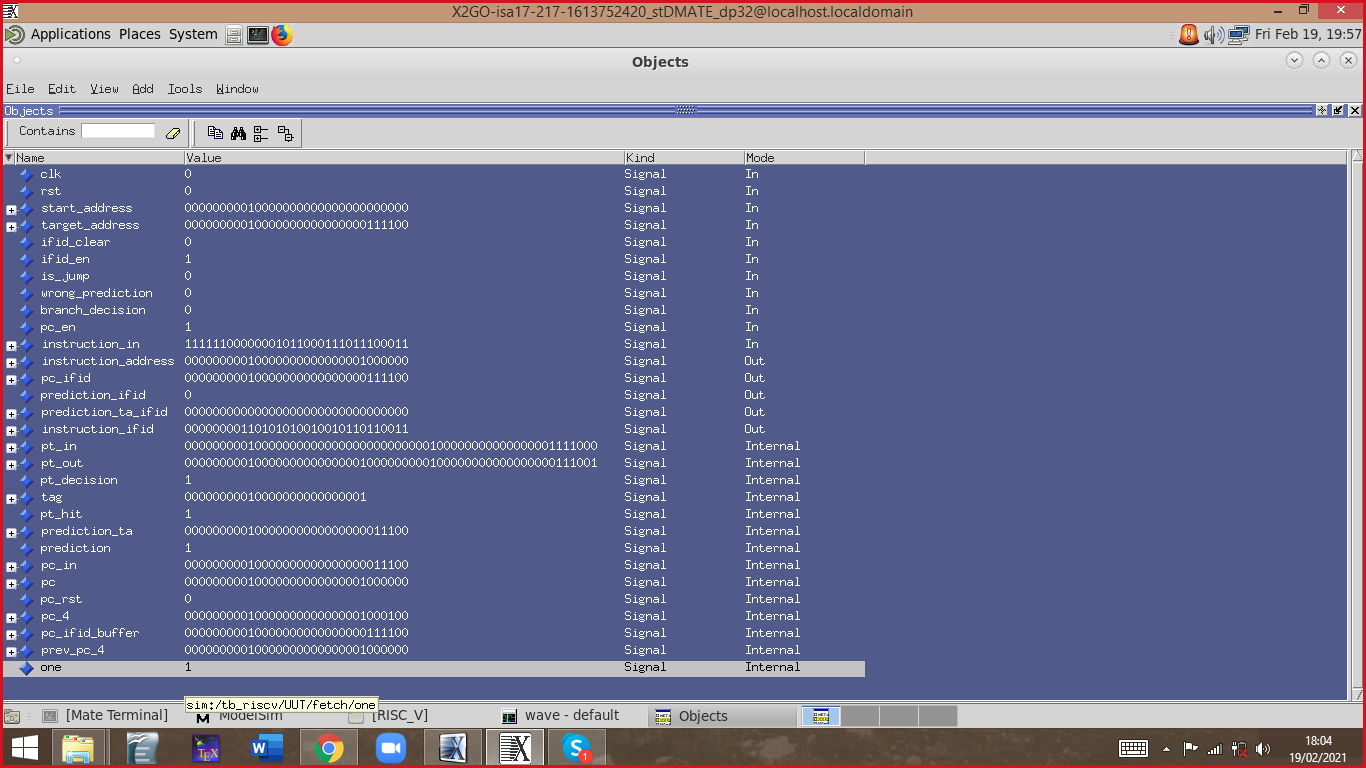 X2GO-isa17-217-1613752420_stDMATE_dp32@localhost.localdomain
Applications Places System Fri Feb 19, 19:57
Objects
File Edit View Add Tools Window
Objects
Contains
Name Value Kind Mode
clk 0 Signal In
rst 0 Signal In
start_address 00000000010000000000000000000000 Signal In
target_address 00000000010000000000000000111100 Signal In
ifid_clear 0 Signal In
ifid_en 1 Signal In
is_jump 0 Signal In
wrong_prediction 0 Signal In
branch_decision 0 Signal In
pc_en 1 Signal In
instruction_in 11111100000001011000111011100011 Signal In
instruction_address 00000000010000000000000001000000 Signal Out
pc_ifid 00000000010000000000000000111100 Signal Out
prediction_ifid 0 Signal Out
prediction_ta_ifid 00000000000000000000000000000000 Signal Out
instruction_ifid 00000000110101010010010110110011 Signal Out
pt_in 00000000010000000000000000000000000100000000000000001111000 Signal Internal
pt_out 00000000010000000000000001000000000100000000000000000111001 Signal Internal
pt_decision 1 Signal Internal
tag 00000000010000000000000001 Signal Internal
pt_hit 1 Signal Internal
prediction_ta 00000000010000000000000000011100 Signal Internal
prediction 1 Signal Internal
pc_in 00000000010000000000000000011100 Signal Internal
pc 00000000010000000000000001000000 Signal Internal
pc_rst 0 Signal Internal
pc_4 00000000010000000000000001000100 Signal Internal
pc_ifid_buffer 00000000010000000000000000111100 Signal Internal
prev_pc_4 00000000010000000000000001000000 Signal Internal
one 1 Signal Internal
sim:/tb_riscv/UUT/fetch/one
[Mate Terminal] ModelSim [RISC_V] wave - default Objects
18:04
19/02/2021